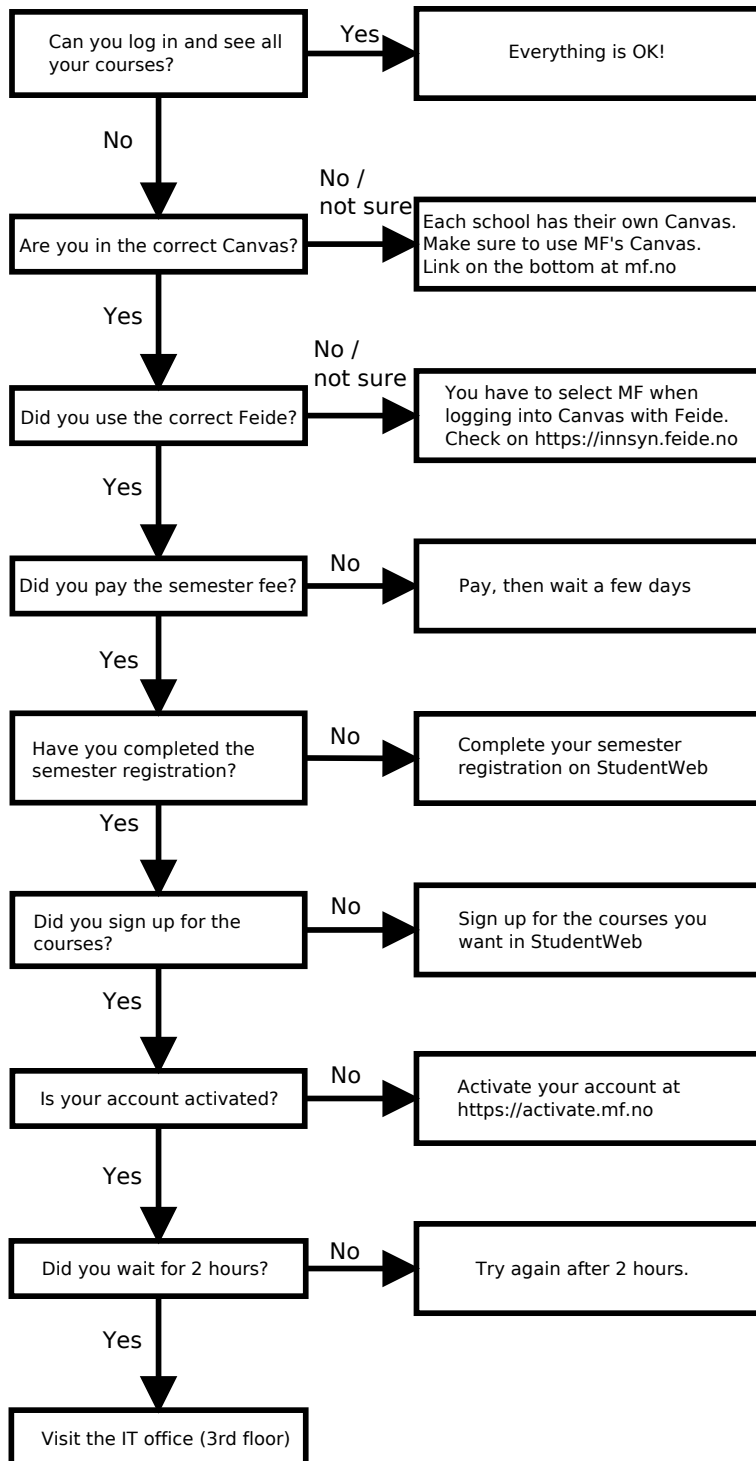 Can you log in and see all
your courses?
Yes
Everything is OK!
No
Are you in the correct Canvas?
No /
not sure
Each school has their own Canvas.
Make sure to use MF's Canvas.
Link on the bottom at mf.no
Yes
Did you use the correct Feide?
No /
not sure
You have to select MF when
logging into Canvas with Feide.
Check on https://innsyn.feide.no
Yes
Did you pay the semester fee?
No
Pay, then wait a few days
Yes
Have you completed the
semester registration?
No
Complete your semester
registration on StudentWeb
Yes
Did you sign up for the
courses?
No
Sign up for the courses you
want in StudentWeb
Yes
Is your account activated?
No
Activate your account at
https://activate.mf.no
Yes
Did you wait for 2 hours?
No
Try again after 2 hours.
Yes
Visit the IT office (3rd floor)